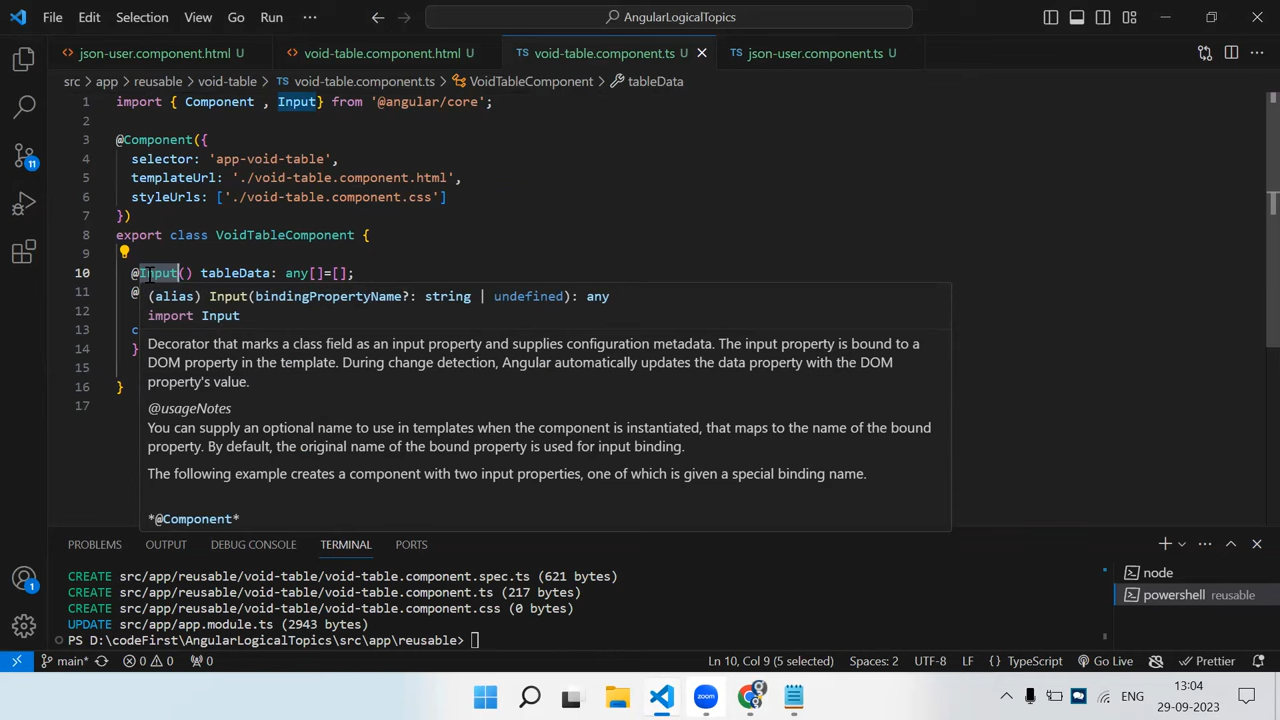 File Edit Selection View Go Run ··· AngularLogicalTopics
json-user.component.html U void-table.component.html U TS void-table.component.ts U TS json-user.component.ts U
src > app > reusable > void-table > TS void-table.component.ts > VoidTableComponent > tableData
1 import { Component , Input} from '@angular/core';
2
3 @Component({
4 selector: 'app-void-table',
5 templateUrl: './void-table.component.html',
6 styleUrls: ['./void-table.component.css']
7 })
8 export class VoidTableComponent {
9
10 @Input() tableData: any[]=[];
11 @
(alias) Input(bindingPropertyName?: string | undefined): any
12 import Input
13 c
Decorator that marks a class field as an input property and supplies configuration metadata. The input property is bound to a
14 }
DOM property in the template. During change detection, Angular automatically updates the data property with the DOM
15
property's value.
16 }
17
@usageNotes
You can supply an optional name to use in templates when the component is instantiated, that maps to the name of the bound
property. By default, the original name of the bound property is used for input binding.
The following example creates a component with two input properties, one of which is given a special binding name.
*@Component*
11
PROBLEMS OUTPUT DEBUG CONSOLE TERMINAL PORTS
CREATE src/app/reusable/void-table/void-table.component.spec.ts (621 bytes)
CREATE src/app/reusable/void-table/void-table.component.ts (217 bytes)
CREATE src/app/reusable/void-table/void-table.component.css (0 bytes)
UPDATE src/app/app.module.ts (2943 bytes)
PS D:\codeFirst\AngularLogicalTopics\src\app\reusable>
node
powershell reusable
1
main* 0 0 0 Ln 10, Col 9 (5 selected) Spaces: 2 UTF-8 LF { } TypeScript Go Live Prettier
zoom
ENG 13:04
29-09-2023